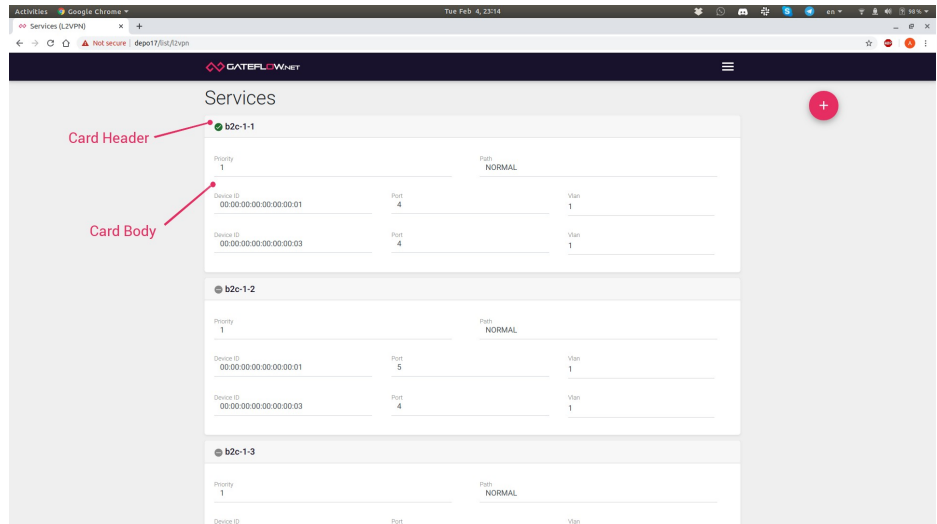 Activities Google Chrome Tue Feb 4, 23:14 en 98%
Services (L2VPN)
Not secure depo17/list/l2vpn
GATEFLOW.NET
Services
Card Header
b2c-1-1
Priority Path
1 NORMAL
Card Body
Device ID Port Vlan
00:00:00:00:00:00:00:01 4 1
Device ID Port Vlan
00:00:00:00:00:00:00:03 4 1
b2c-1-2
Priority Path
1 NORMAL
Device ID Port Vlan
00:00:00:00:00:00:00:01 5 1
Device ID Port Vlan
00:00:00:00:00:00:00:03 4 1
b2c-1-3
Priority Path
1 NORMAL
Device ID Port Vlan